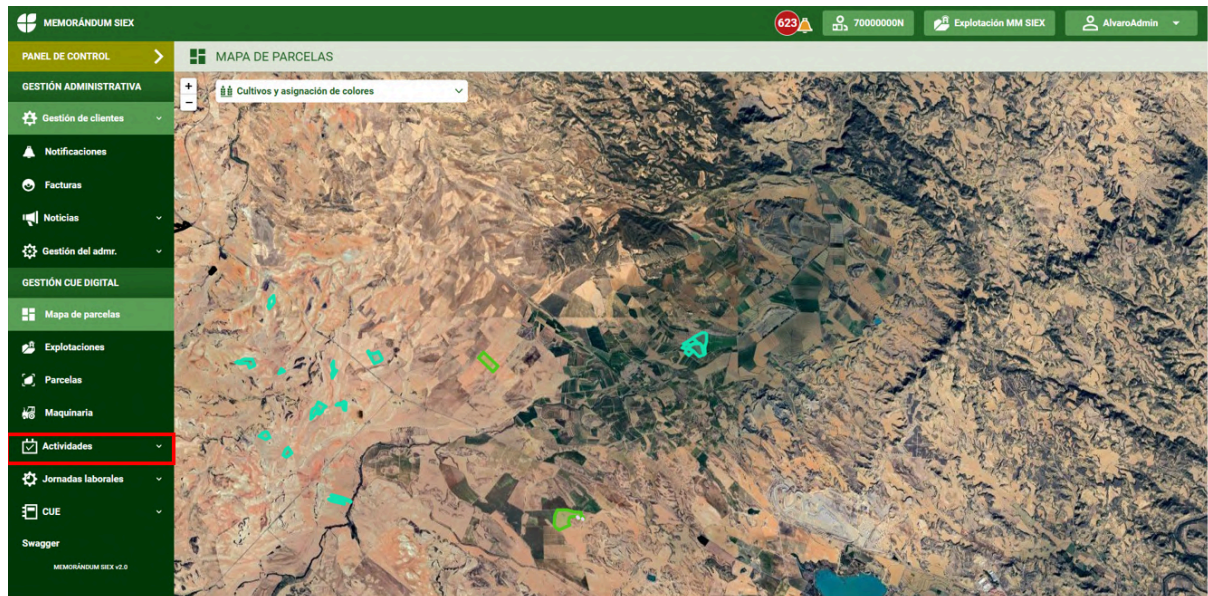 MEMORÁNDUM SIEX
623
70000000N
Explotación MM SIEX
AlvaroAdmin
PANEL DE CONTROL
MAPA DE PARCELAS
GESTIÓN ADMINISTRATIVA
+
Cultivos y asignación de colores
−
Gestión de clientes
Notificaciones
Facturas
Noticias
Gestión del admr.
GESTIÓN CUE DIGITAL
Mapa de parcelas
Explotaciones
Parcelas
Maquinaria
Actividades
Jornadas laborales
CUE
Swagger
MEMORÁNDUM SIEX v2.0